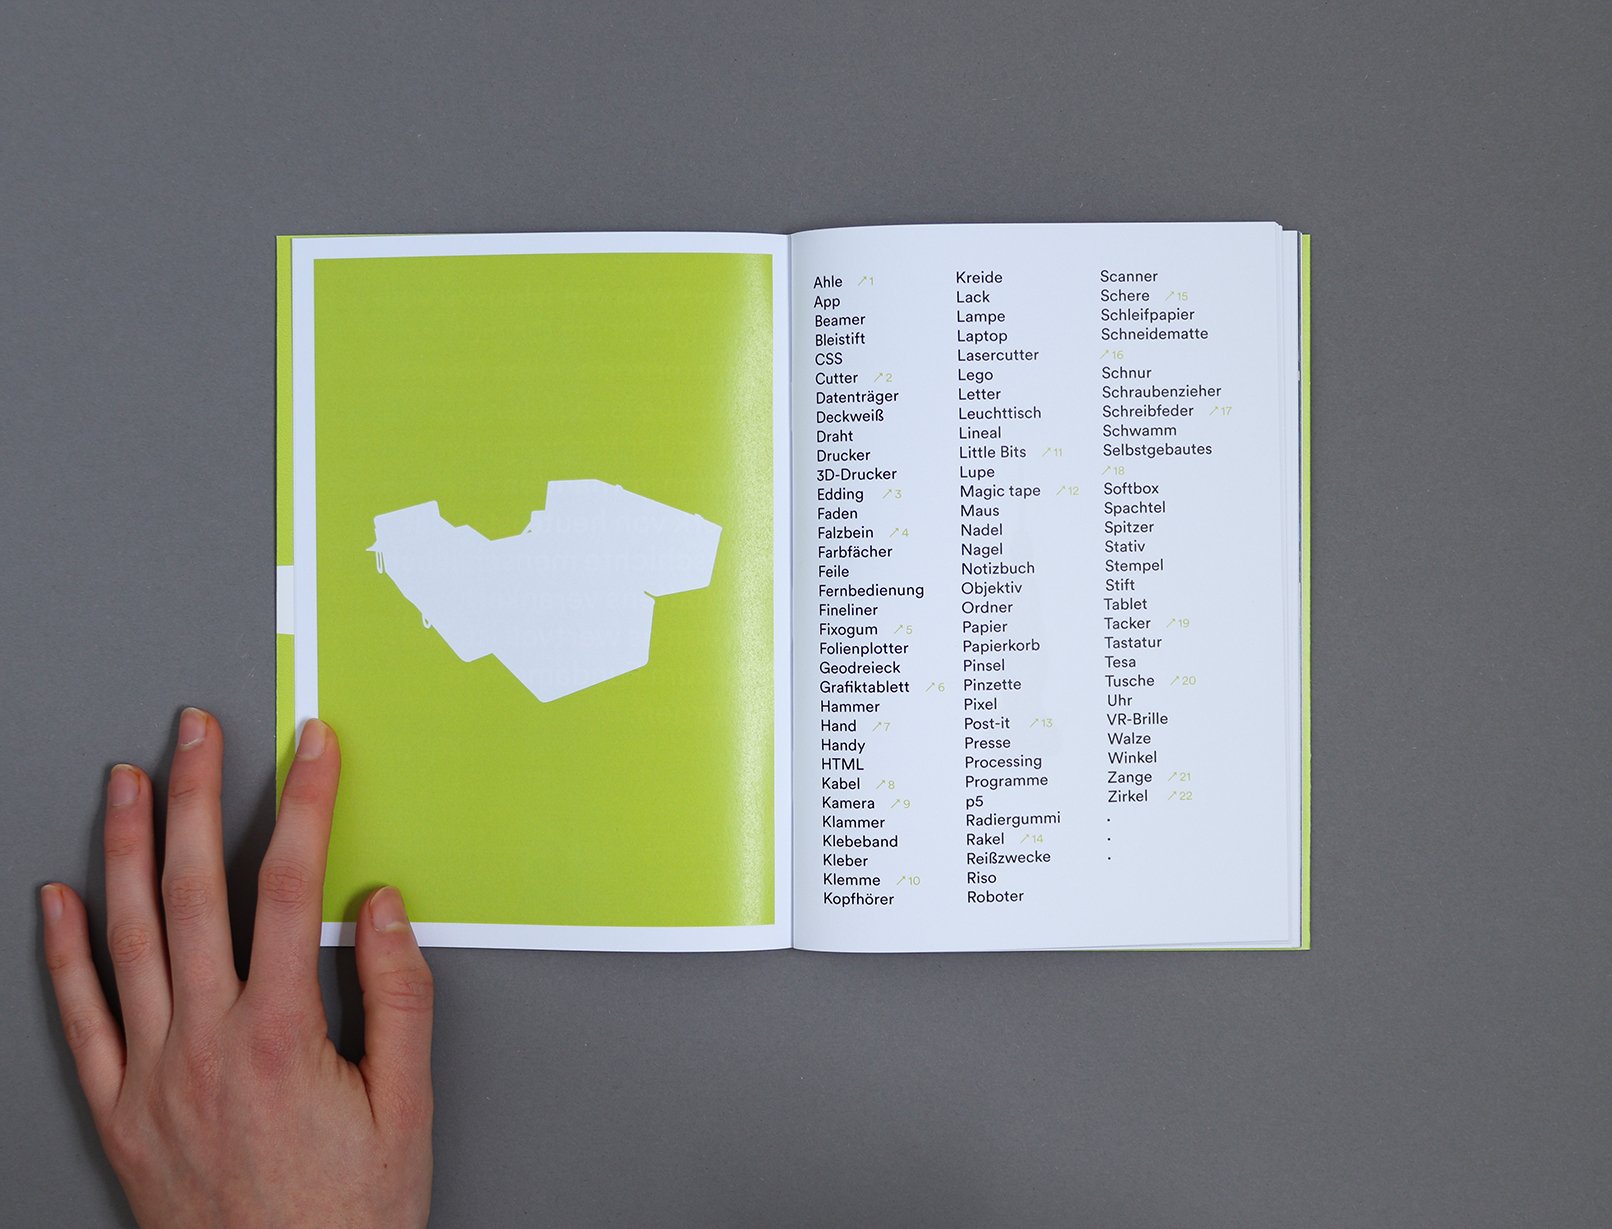 Ahle ↗1
App
Beamer
Bleistift
CSS
Cutter ↗2
Datenträger
Deckweiß
Draht
Drucker
3D-Drucker
Edding ↗3
Faden
Falzbein ↗4
Farbfächer
Feile
Fernbedienung
Fineliner
Fixogum ↗5
Folienplotter
Geodreieck
Grafiktablett ↗6
Hammer
Hand ↗7
Handy
HTML
Kabel ↗8
Kamera ↗9
Klammer
Klebeband
Kleber
Klemme ↗10
Kopfhörer
Kreide
Lack
Lampe
Laptop
Lasercutter
Lego
Letter
Leuchttisch
Lineal
Little Bits ↗11
Lupe
Magic tape ↗12
Maus
Nadel
Nagel
Notizbuch
Objektiv
Ordner
Papier
Papierkorb
Pinsel
Pinzette
Pixel
Post-it ↗13
Presse
Processing
Programme
p5
Radiergummi
Rakel ↗14
Reißzwecke
Riso
Roboter
Scanner
Schere ↗15
Schleifpapier
Schneidematte
↗16
Schnur
Schraubenzieher
Schreibfeder ↗17
Schwamm
Selbstgebautes
↗18
Softbox
Spachtel
Spitzer
Stativ
Stempel
Stift
Tablet
Tacker ↗19
Tastatur
Tesa
Tusche ↗20
Uhr
VR-Brille
Walze
Winkel
Zange ↗21
Zirkel ↗22
.
.
.